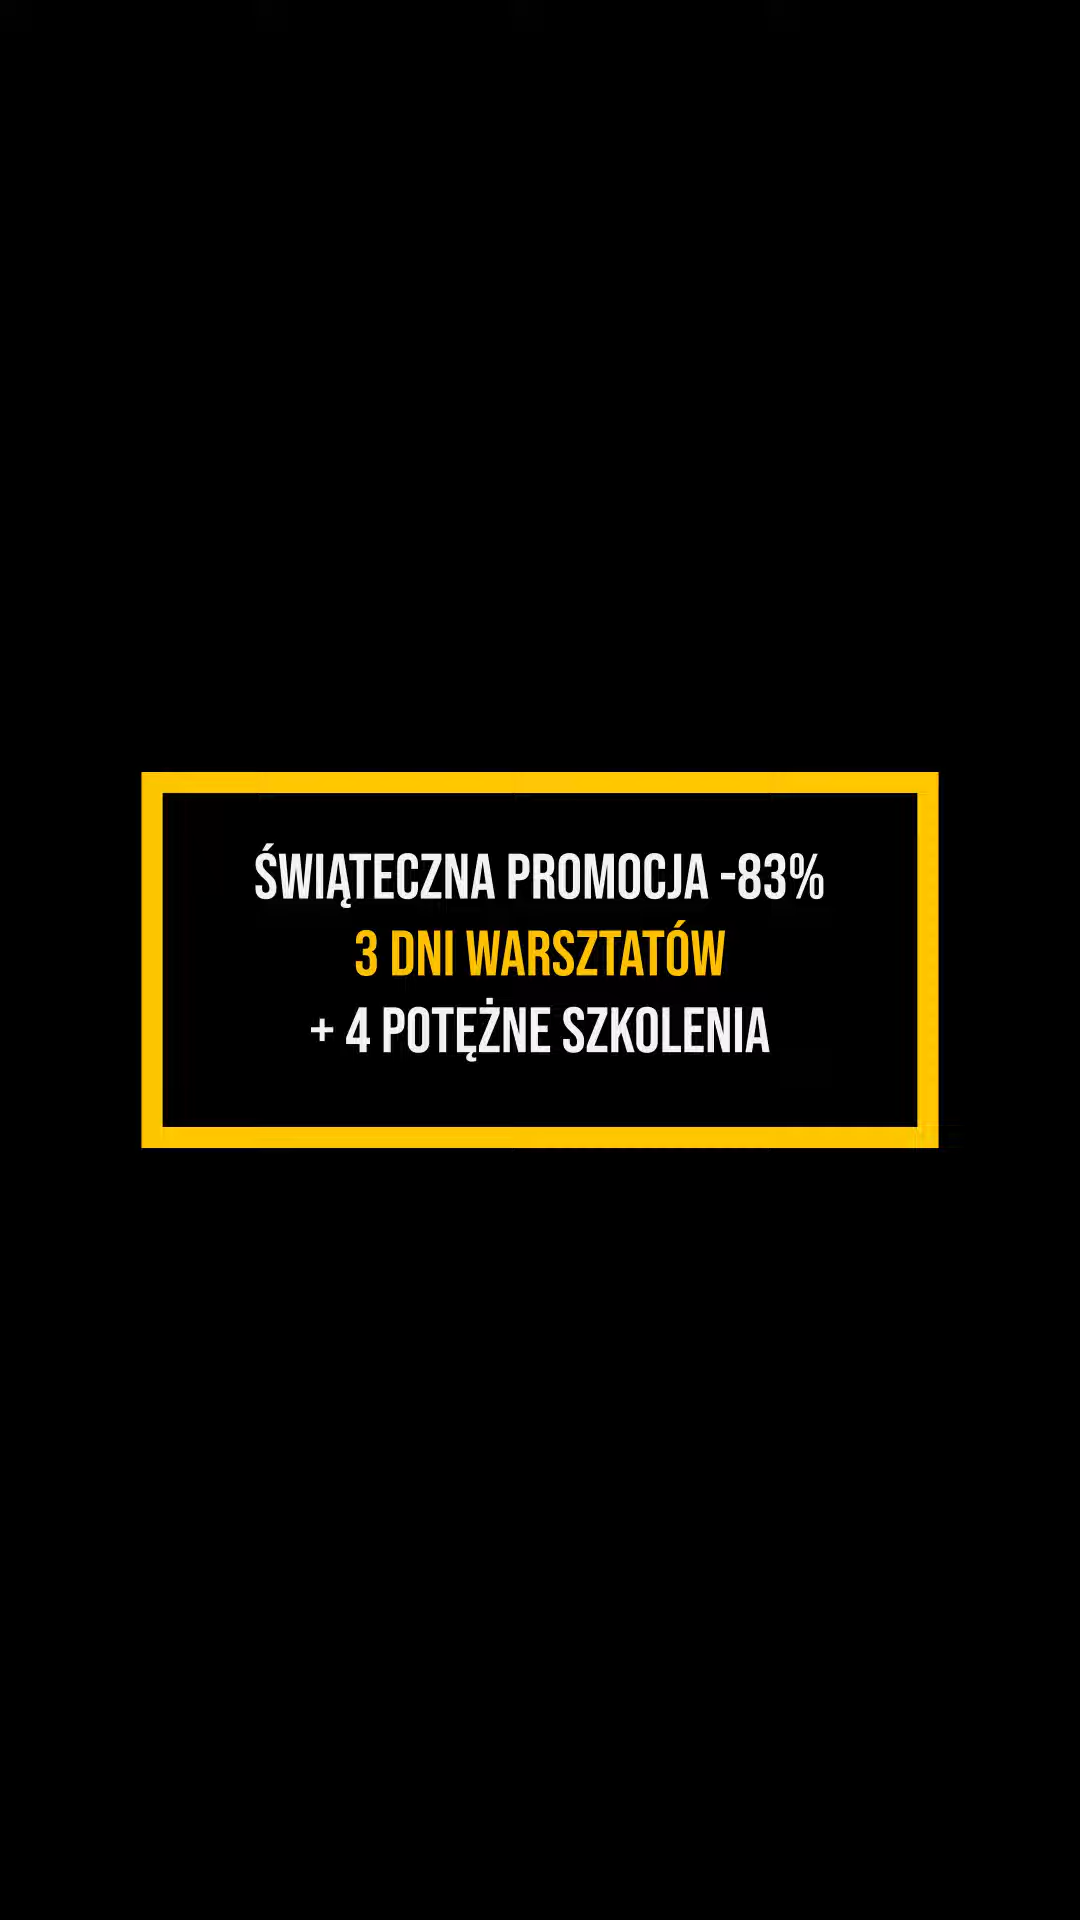 ŚWIĄTECZNA PROMOCJA -83%
3 DNI WARSZTATÓW
+ 4 POTĘŻNE SZKOLENIA